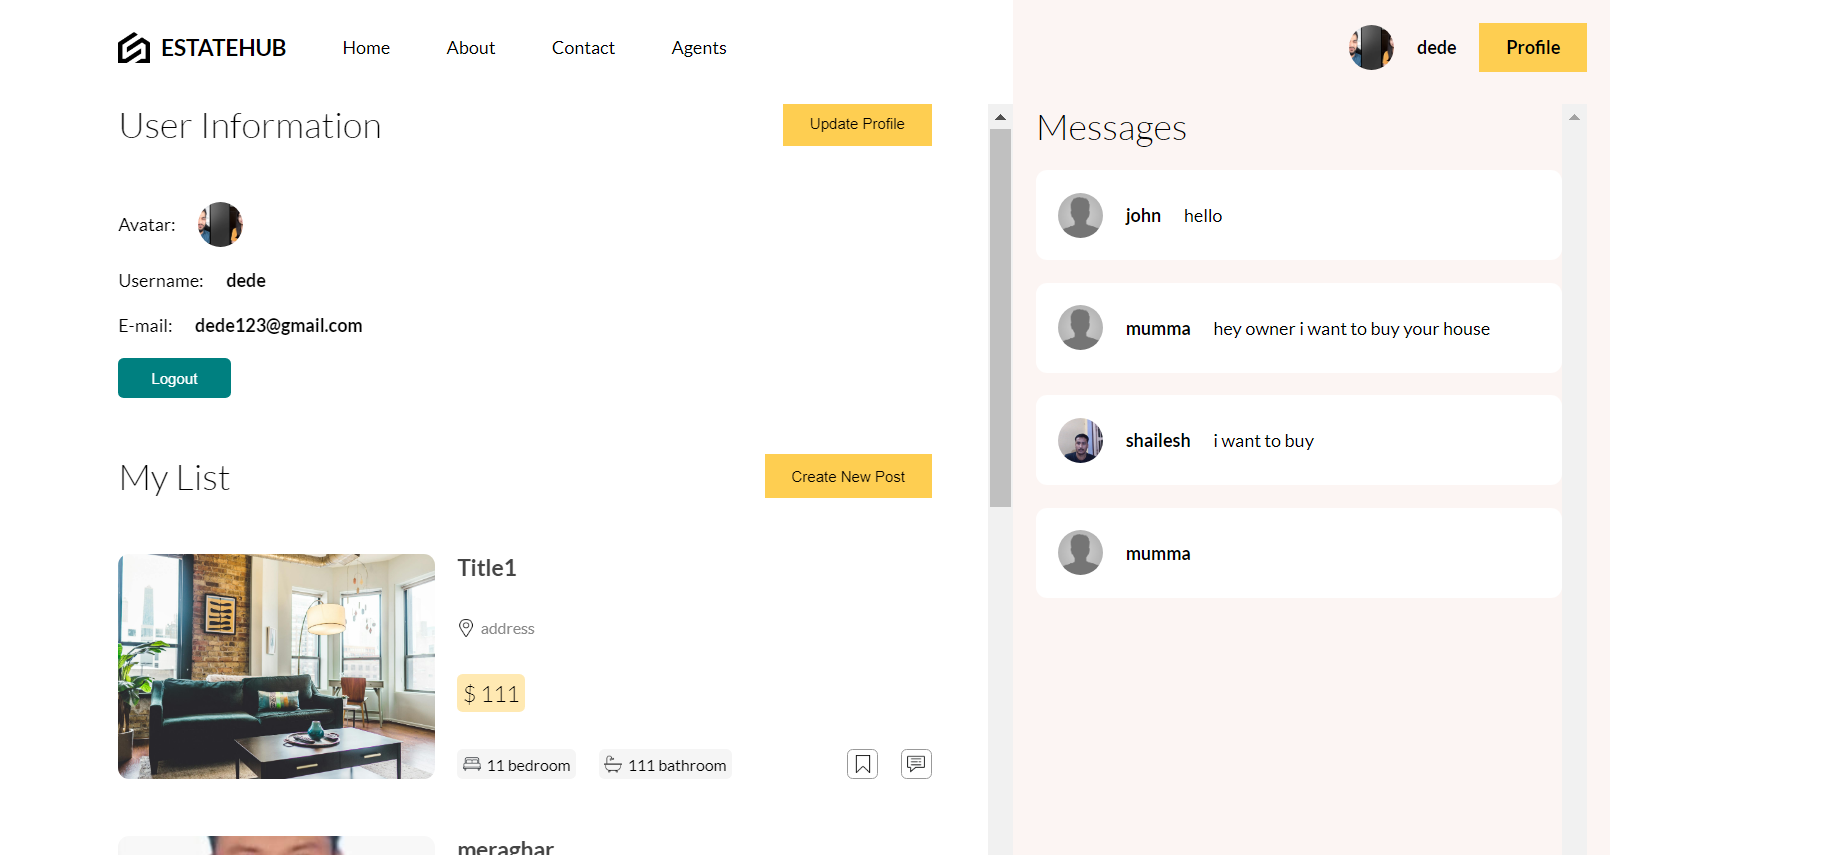 ESTATEHUB Home About Contact Agents
dede Profile
User Information
Update Profile
Avatar:
Username: dede
E-mail: dede123@gmail.com
Logout
My List
Create New Post
Title1
address
$ 111
11 bedroom 111 bathroom
meraghar
Messages
john hello
mumma hey owner i want to buy your house
shailesh i want to buy
mumma